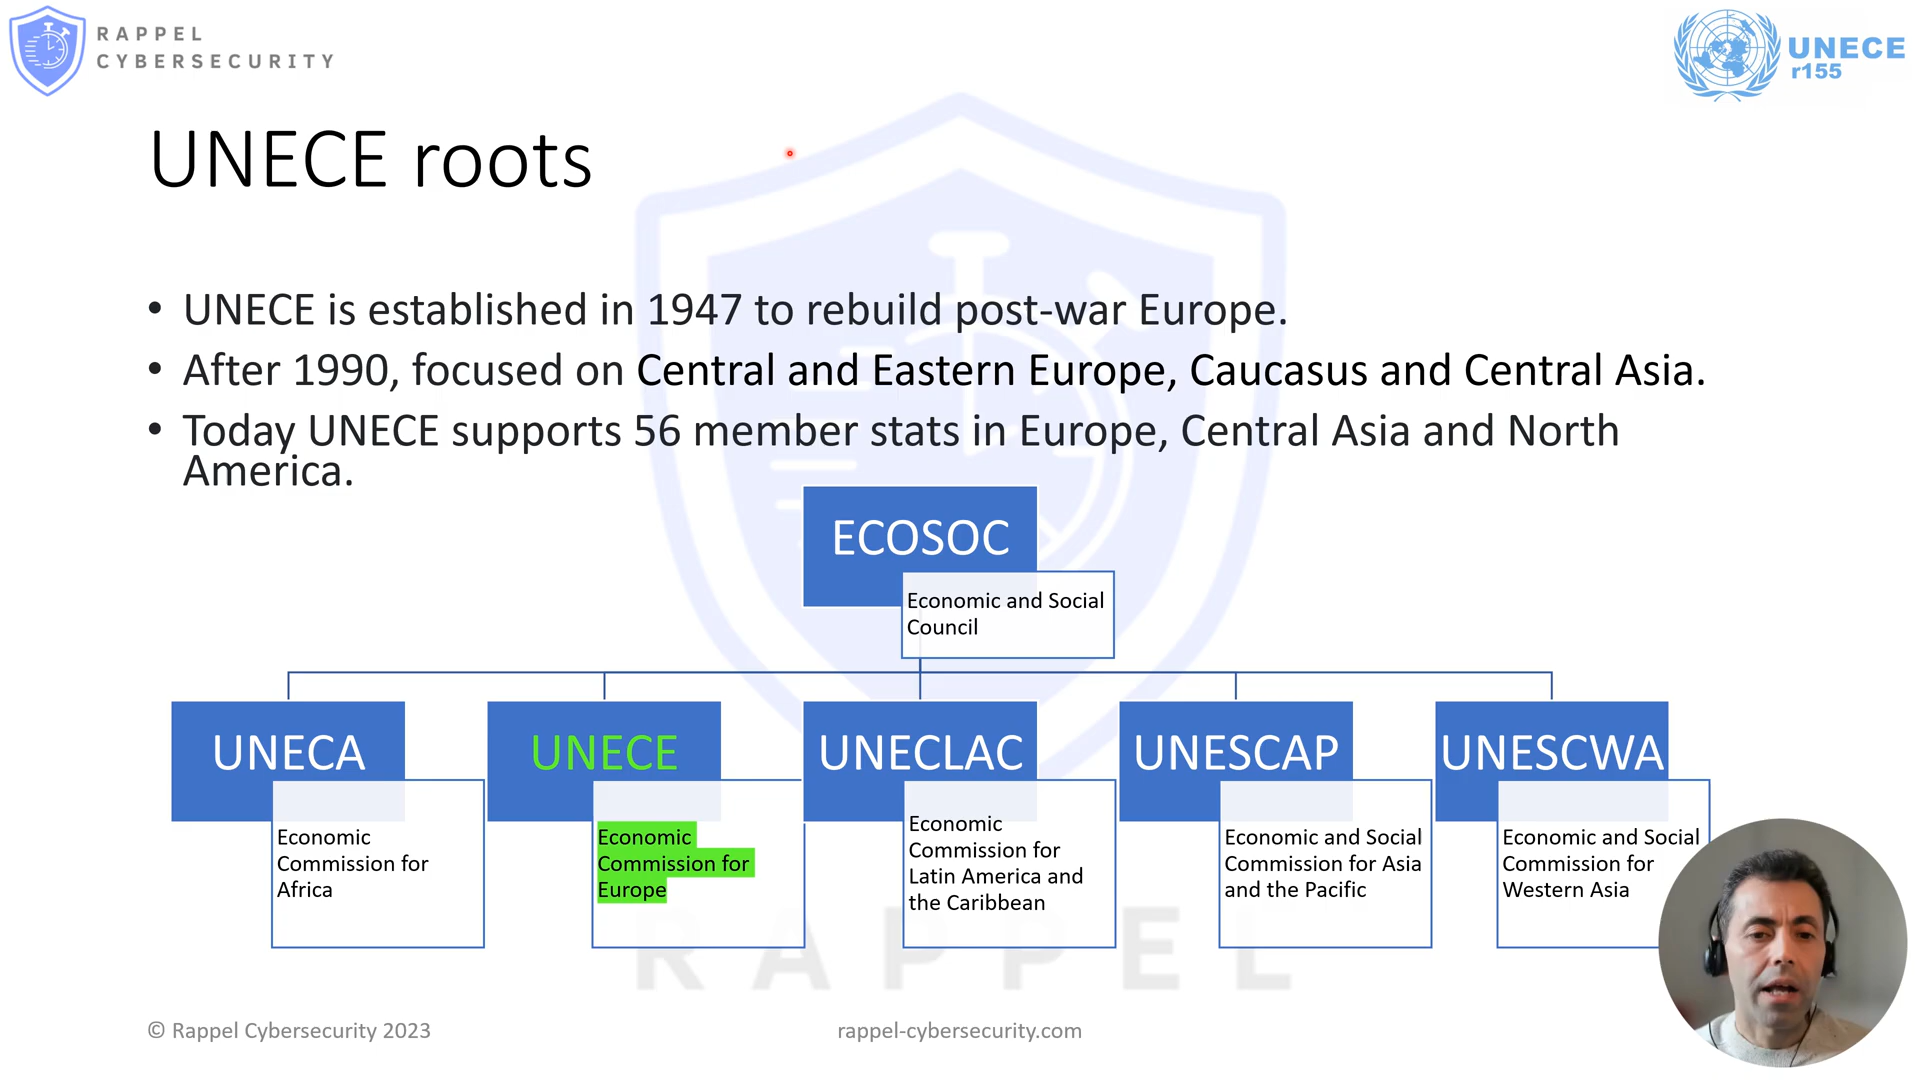 RAPPEL
CYBERSECURITY
UNECE
r155
UNECE roots
• UNECE is established in 1947 to rebuild post-war Europe.
• After 1990, focused on Central and Eastern Europe, Caucasus and Central Asia.
• Today UNECE supports 56 member stats in Europe, Central Asia and North
America.
ECOSOC
Economic and Social
Council
UNECA
Economic
Commission for
Africa
UNECE
Economic
Commission for
Europe
UNECLAC
Economic
Commission for
Latin America and
the Caribbean
UNESCAP
Economic and Social
Commission for Asia
and the Pacific
UNESCWA
Economic and Social
Commission for
Western Asia
RAPPEL
© Rappel Cybersecurity 2023
rappel-cybersecurity.com